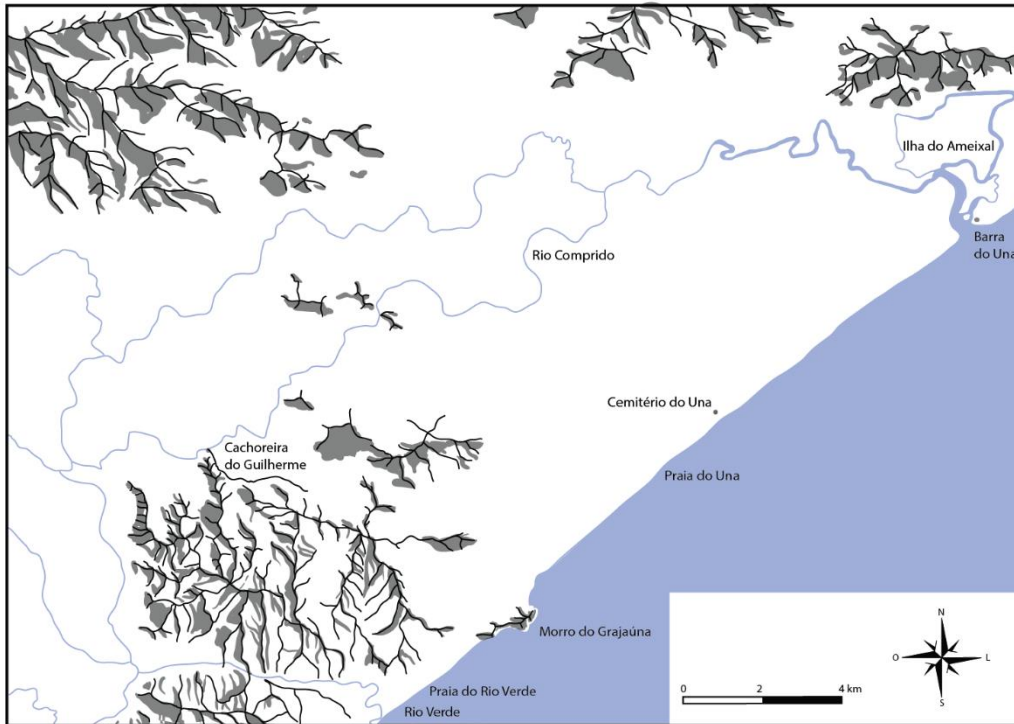 Ilha do Ameixal
Barra
do Una
Rio Comprido
Cemitério do Una
Cachoreira
do Guilherme
Praia do Una
Morro do Grajaúna
Praia do Rio Verde
Rio Verde
N
O
L
S
0
2
4 km